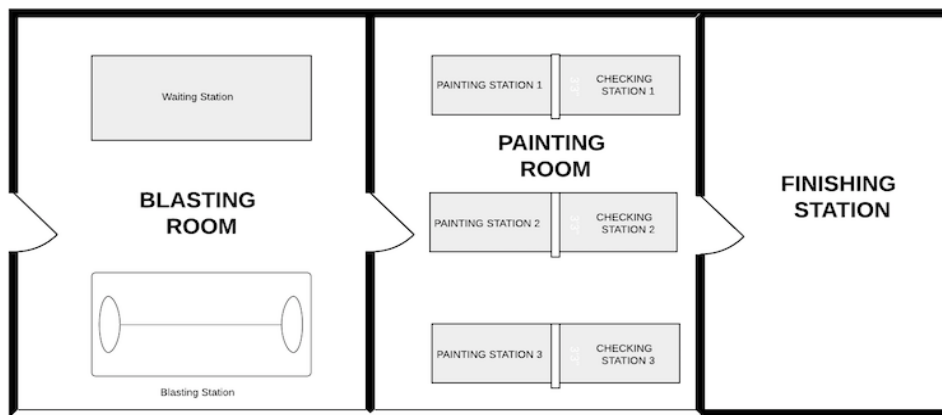 Waiting Station
BLASTING
ROOM
Blasting Station
PAINTING STATION 1
CHECKING
STATION 1
PAINTING
ROOM
PAINTING STATION 2
CHECKING
STATION 2
PAINTING STATION 3
CHECKING
STATION 3
FINISHING
STATION